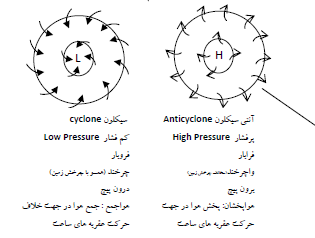 L H
آنتی سیکلون Anticyclone سیکلون cyclone
پرفشار High Pressure کم فشار Low Pressure
فرابار فروبار
واچرخند(مخالف چرخش زمین) چرخند (همسو با چرخش زمین)
برون پیچ درون پیچ
هواپخشان: پخش هوا در جهت هواجمع : جمع هوا در جهت خلاف
حرکت عقربه های ساعت حرکت عقربه های ساعت